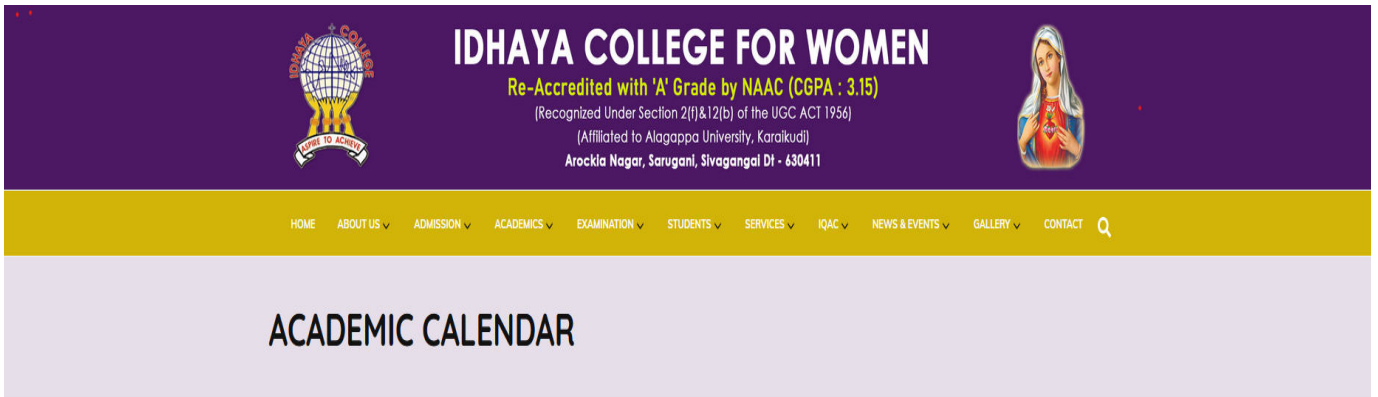 IDHAYA COLLEGE
ASPIRE TO ACHIEVE
IDHAYA COLLEGE FOR WOMEN
Re-Accredited with 'A' Grade by NAAC (CGPA : 3.15)
(Recognized Under Section 2(f)&12(b) of the UGC ACT 1956)
(Affiliated to Alagappa University, Karaikudi)
Arockia Nagar, Sarugani, Sivagangai Dt - 630411
HOME ABOUT US ADMISSION ACADEMICS EXAMINATION STUDENTS SERVICES IQAC NEWS & EVENTS GALLERY CONTACT
ACADEMIC CALENDAR